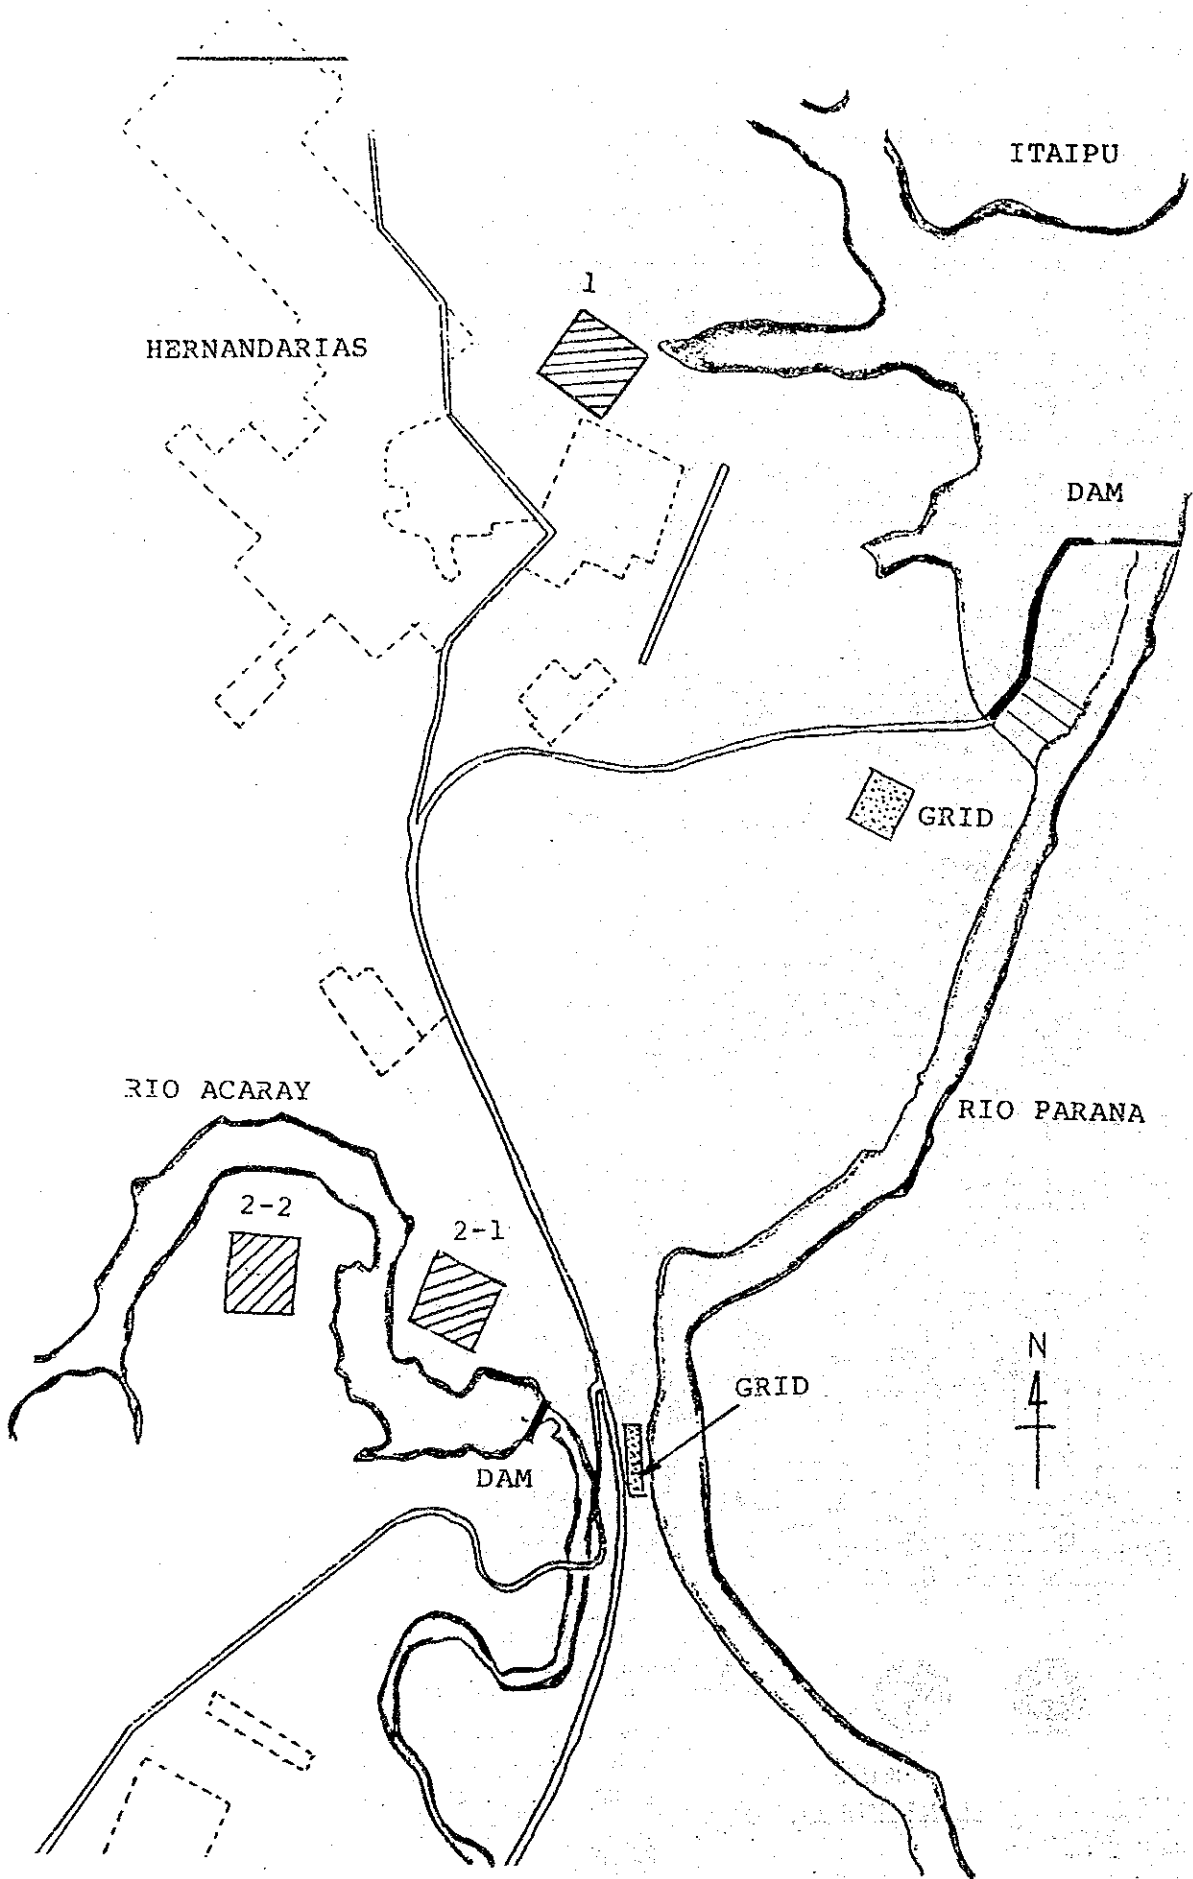 ITAIPU
1
HERNANDARIAS
DAM
GRID
RIO ACARAY
RIO PARANA
2-2
2-1
N
GRID
DAM